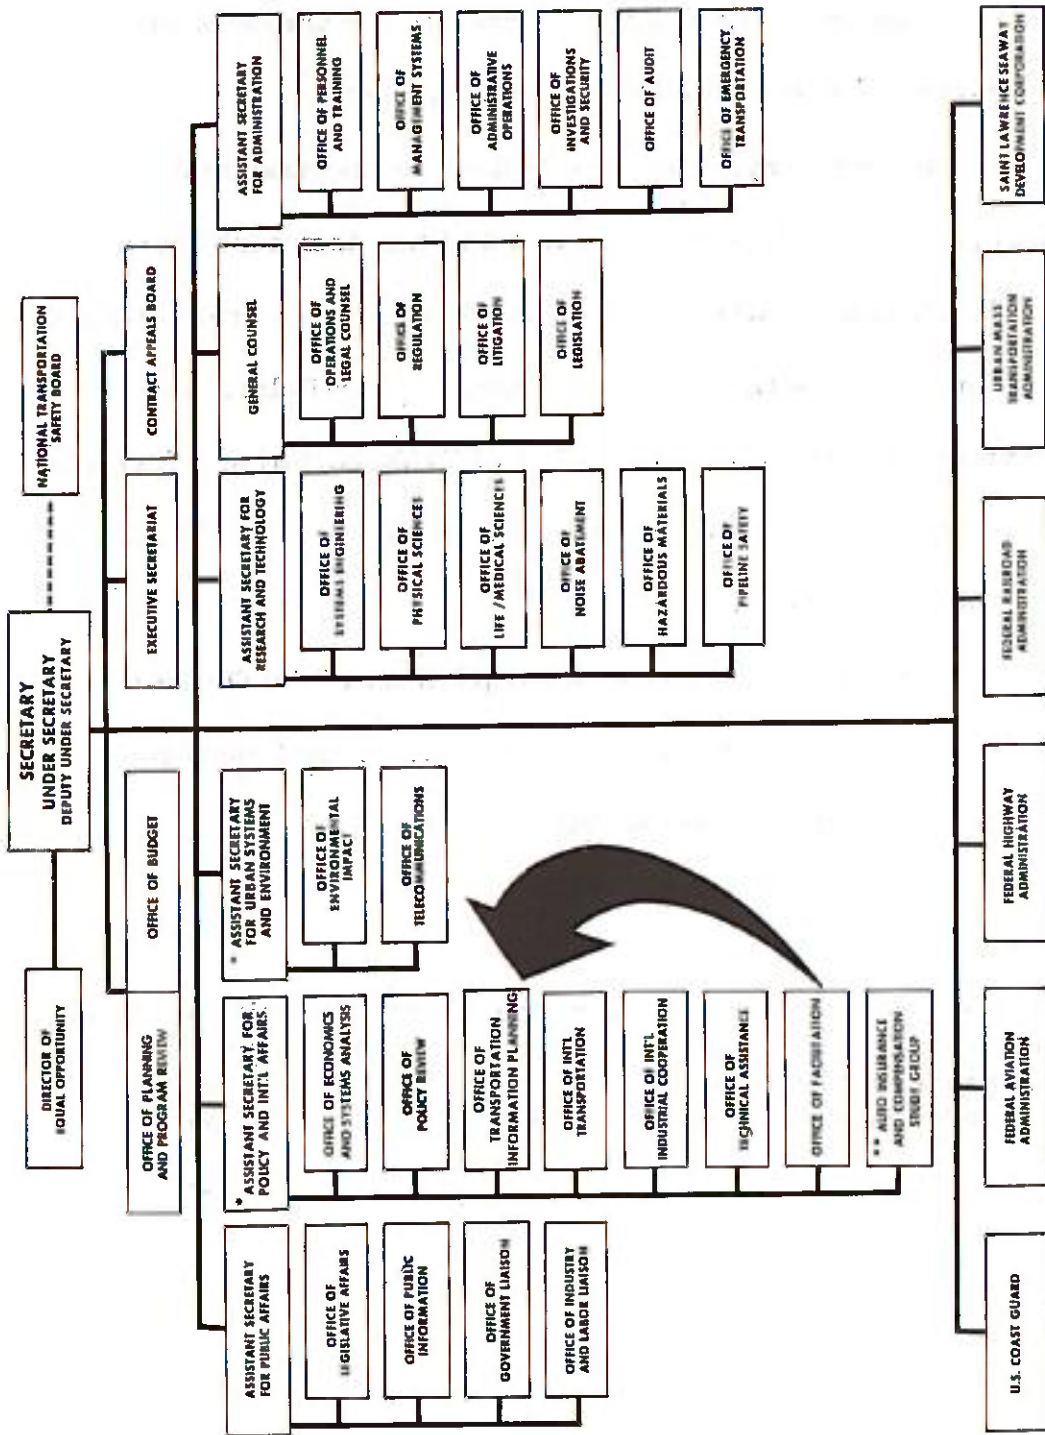 SECRETARY
UNDER SECRETARY
DEPUTY UNDER SECRETARY
DIRECTOR OF
EQUAL OPPORTUNITY
NATIONAL TRANSPORTATION
SAFETY BOARD
OFFICE OF PLANNING
AND PROGRAM REVIEW
OFFICE OF BUDGET
EXECUTIVE SECRETARIAT
CONTRACT APPEALS BOARD
ASSISTANT SECRETARY
FOR PUBLIC AFFAIRS
OFFICE OF
LEGISLATIVE AFFAIRS
OFFICE OF PUBLIC
INFORMATION
OFFICE OF
GOVERNMENT LIAISON
OFFICE OF INDUSTRY
AND LABOR LIAISON
* ASSISTANT SECRETARY FOR
POLICY AND INT'L AFFAIRS
OFFICE OF ECONOMICS
AND SYSTEMS ANALYSIS
OFFICE OF
POLICY REVIEW
OFFICE OF
TRANSPORTATION
INFORMATION PLANNING
OFFICE OF INT'L
TRANSPORTATION
OFFICE OF INT'L
INDUSTRIAL COOPERATION
OFFICE OF
TECHNICAL ASSISTANCE
OFFICE OF FACILITATION
** AUTO INSURANCE
AND COMPENSATION
STUDY GROUP
* ASSISTANT SECRETARY
FOR URBAN SYSTEMS
AND ENVIRONMENT
OFFICE OF
ENVIRONMENTAL
IMPACT
OFFICE OF
TELECOMMUNICATIONS
ASSISTANT SECRETARY FOR
RESEARCH AND TECHNOLOGY
OFFICE OF
SYSTEMS ENGINEERING
OFFICE OF
PHYSICAL SCIENCES
OFFICE OF
LIFE / MEDICAL SCIENCES
OFFICE OF
NOISE ABATEMENT
OFFICE OF
HAZARDOUS MATERIALS
OFFICE OF
PIPELINE SAFETY
GENERAL COUNSEL
OFFICE OF
OPERATIONS AND
LEGAL COUNSEL
OFFICE OF
REGULATION
OFFICE OF
LITIGATION
OFFICE OF
LEGISLATION
ASSISTANT SECRETARY
FOR ADMINISTRATION
OFFICE OF PERSONNEL
AND TRAINING
OFFICE OF
MANAGEMENT SYSTEMS
OFFICE OF
ADMINISTRATIVE
OPERATIONS
OFFICE OF
INVESTIGATIONS
AND SECURITY
OFFICE OF AUDIT
OFFICE OF EMERGENCY
TRANSPORTATION
U.S. COAST GUARD
FEDERAL AVIATION
ADMINISTRATION
FEDERAL HIGHWAY
ADMINISTRATION
FEDERAL RAILROAD
ADMINISTRATION
URBAN MASS
TRANSPORTATION
ADMINISTRATION
SAINT LAWRENCE SEAWAY
DEVELOPMENT CORPORATION